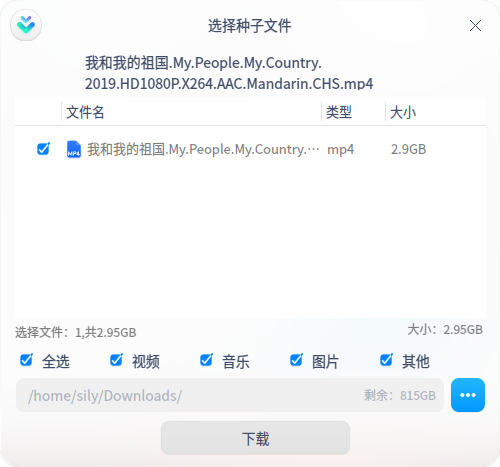 选择种子文件
我和我的祖国.My.People.My.Country.
2019.HD1080P.X264.AAC.Mandarin.CHS.mp4
文件名 类型 大小
MP4 我和我的祖国.My.People.My.Country.··· mp4 2.9GB
选择文件：1,共2.95GB 大小：2.95GB
全选 视频 音乐 图片 其他
/home/sily/Downloads/ 剩余：815GB
下载